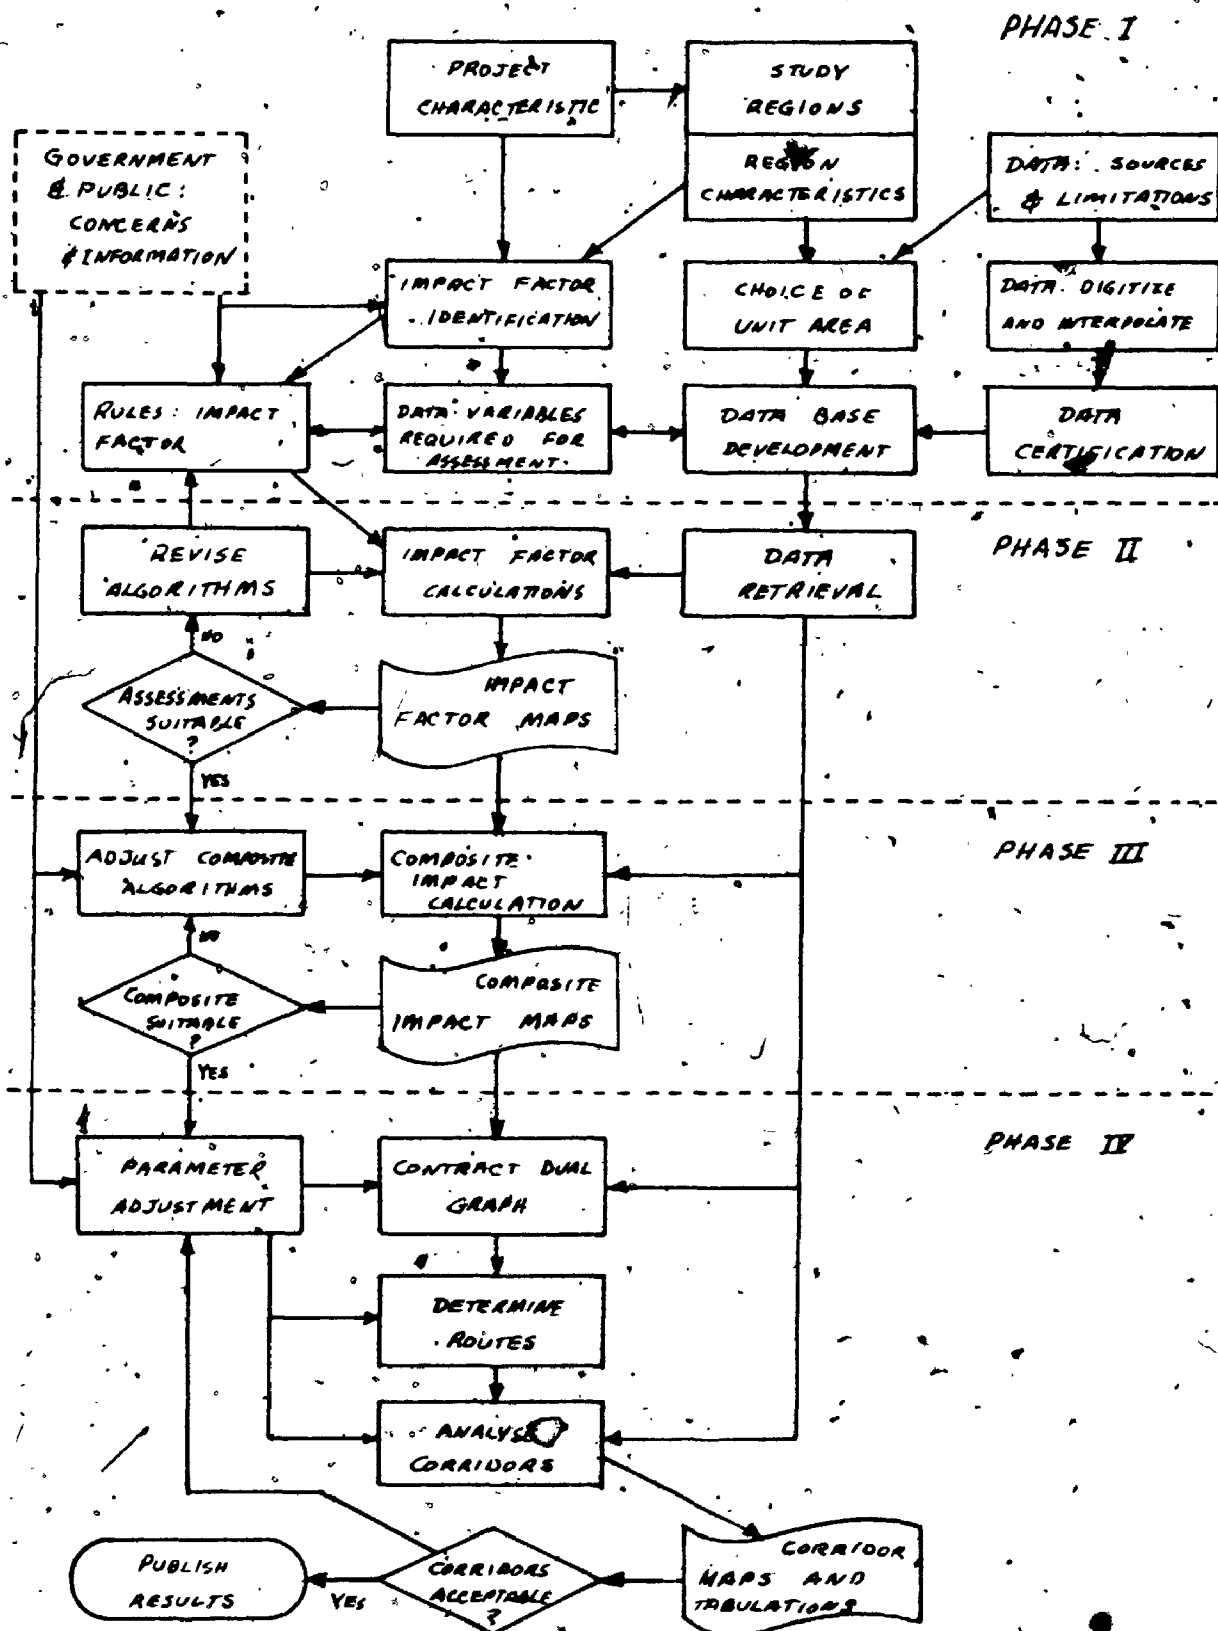 PHASE I
PROJECT
CHARACTERISTIC
STUDY
REGIONS
GOVERNMENT
& PUBLIC:
CONCERNS
& INFORMATION
REGION
CHARACTERISTICS
DATA: SOURCES
& LIMITATIONS
IMPACT FACTOR
IDENTIFICATION
CHOICE OF
UNIT AREA
DATA DIGITIZE
AND INTERPOLATE
RULES: IMPACT
FACTOR
DATA VARIABLES
REQUIRED FOR
ASSESSMENT
DATA BASE
DEVELOPMENT
DATA
CERTIFICATION
PHASE II
REVISE
ALGORITHMS
IMPACT FACTOR
CALCULATIONS
DATA
RETRIEVAL
NO
ASSESSMENTS
SUITABLE
?
IMPACT
FACTOR MAPS
YES
PHASE III
ADJUST COMPOSITE
ALGORITHMS
COMPOSITE
IMPACT
CALCULATION
NO
COMPOSITE
SUITABLE
?
COMPOSITE
IMPACT MAPS
YES
PHASE IV
PARAMETER
ADJUSTMENT
CONTRACT DUAL
GRAPH
DETERMINE
ROUTES
ANALYSE
CORRIDORS
PUBLISH
RESULTS
YES
CORRIDORS
ACCEPTABLE
?
CORRIDOR
MAPS AND
TABULATIONS